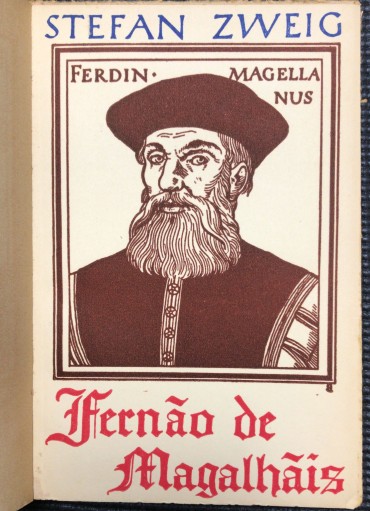 STEFAN ZWEIG
FERDIN · MAGELLA
NUS
Fernão de
Magalhãis